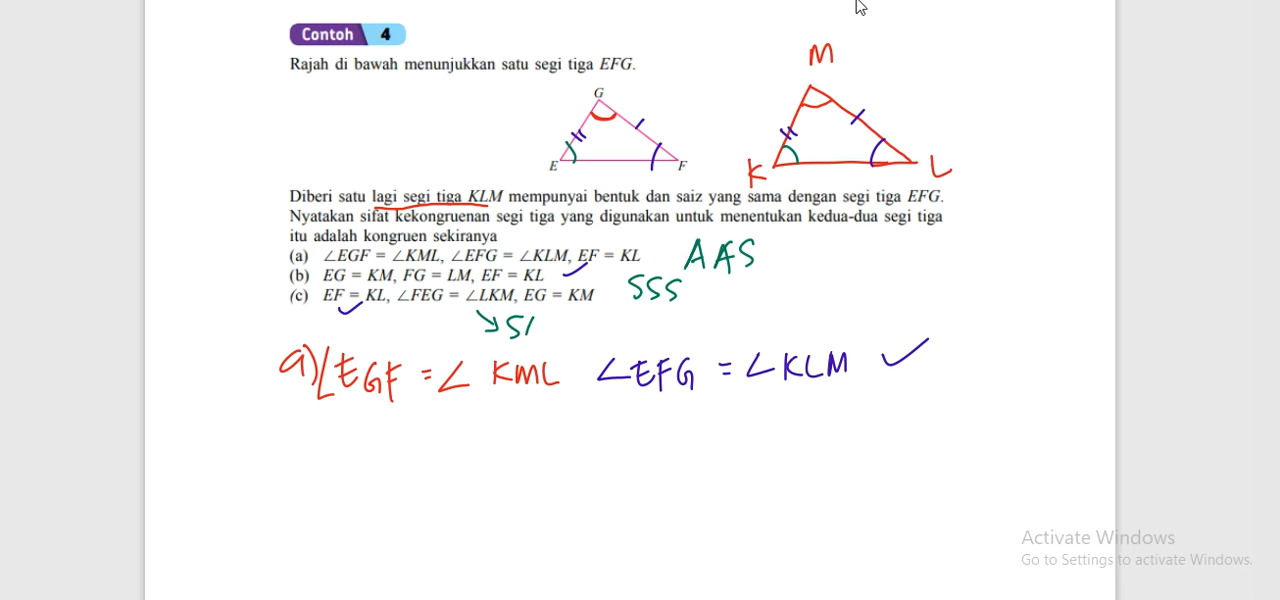 Contoh 4
Rajah di bawah menunjukkan satu segi tiga EFG.
M
G
E
F
K
L
Diberi satu lagi segi tiga KLM mempunyai bentuk dan saiz yang sama dengan segi tiga EFG.
Nyatakan sifat kekongruenan segi tiga yang digunakan untuk menentukan kedua-dua segi tiga
itu adalah kongruen sekiranya
(a) ∠EGF = ∠KML, ∠EFG = ∠KLM, EF = KL
AAS
(b) EG = KM, FG = LM, EF = KL
SSS
(c) EF = KL, ∠FEG = ∠LKM, EG = KM
a) ∠EGF = ∠ KML ∠EFG = ∠KLM ✓
Activate Windows
Go to Settings to activate Windows.